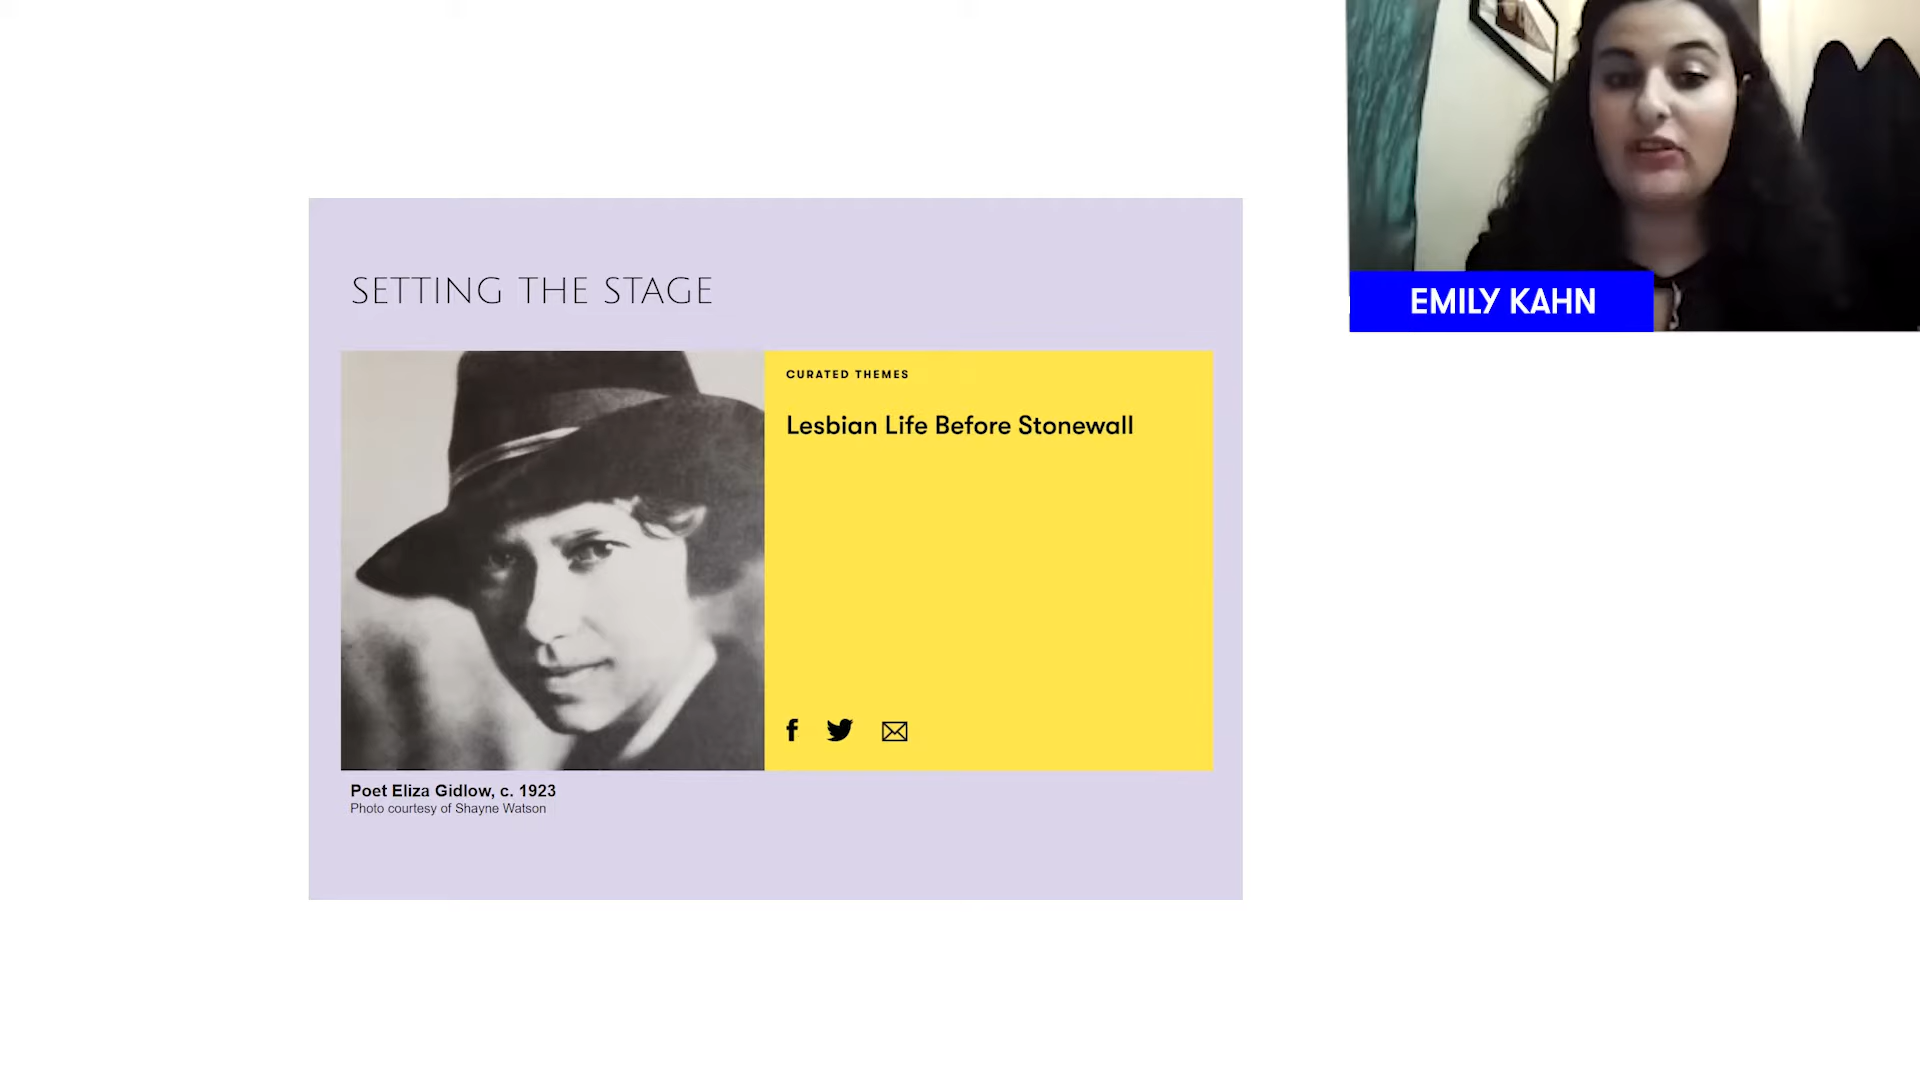 SETTING THE STAGE
CURATED THEMES
Lesbian Life Before Stonewall
Poet Eliza Gidlow, c. 1923
Photo courtesy of Shayne Watson
EMILY KAHN